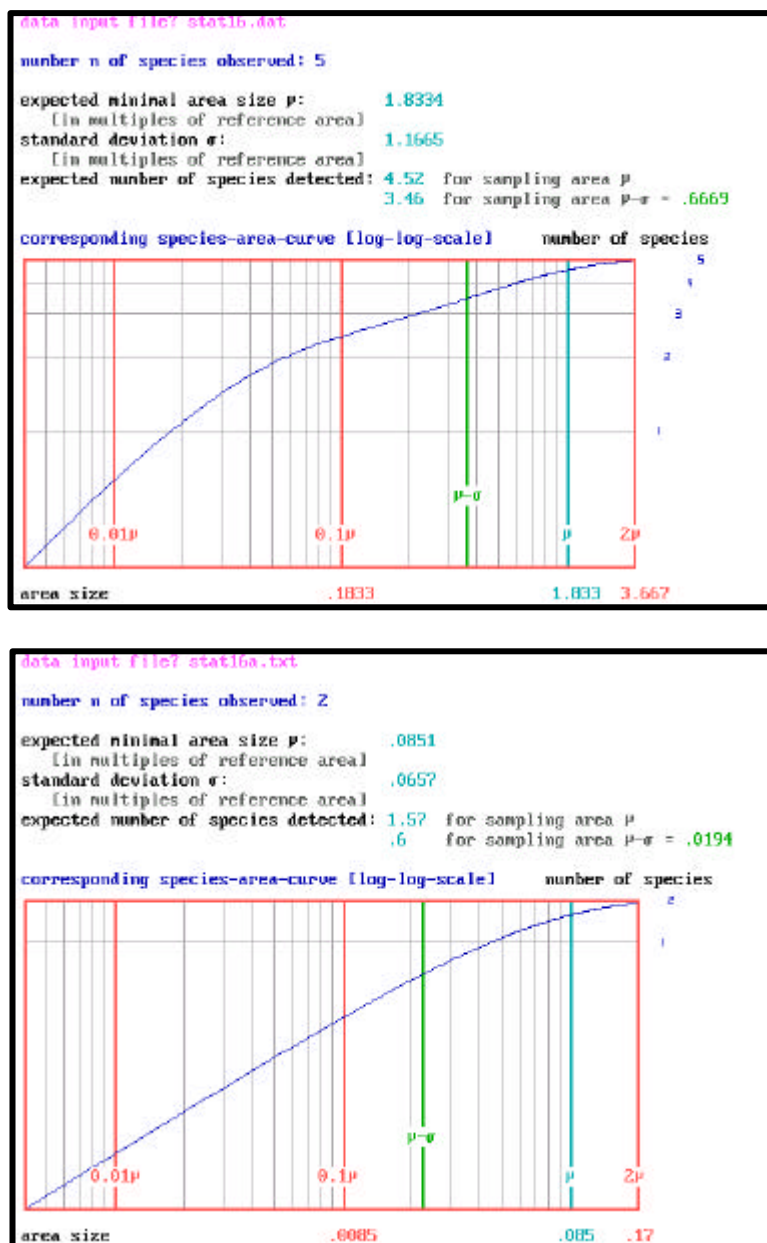 data input file? stat16.dat
number n of species observed: 5
expected minimal area size μ: 1.8334
[in multiples of reference area]
standard deviation σ: 1.1665
[in multiples of reference area]
expected number of species detected: 4.52 for sampling area μ
3.46 for sampling area μ-σ = .6669
corresponding species-area-curve [log-log-scale] number of species
5
4
3
2
1
μ-σ
0.01μ 0.1μ μ 2μ
area size .1833 1.833 3.667
data input file? stat16a.txt
number n of species observed: 2
expected minimal area size μ: .0851
[in multiples of reference area]
standard deviation σ: .0657
[in multiples of reference area]
expected number of species detected: 1.57 for sampling area μ
.6 for sampling area μ-σ = .0194
corresponding species-area-curve [log-log-scale] number of species
2
1
μ-σ
0.01μ 0.1μ μ 2μ
area size .0085 .085 .17